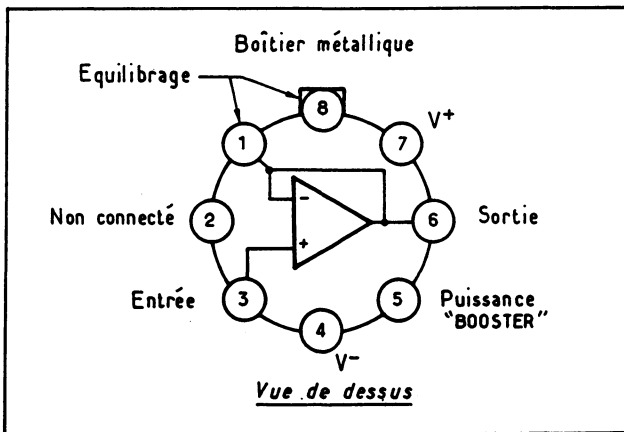 Boîtier métallique
Equilibrage
8
1
7
V+
-
Non connecté
2
6
Sortie
+
Entrée
3
5
Puissance
"BOOSTER"
4
V-
Vue de dessus